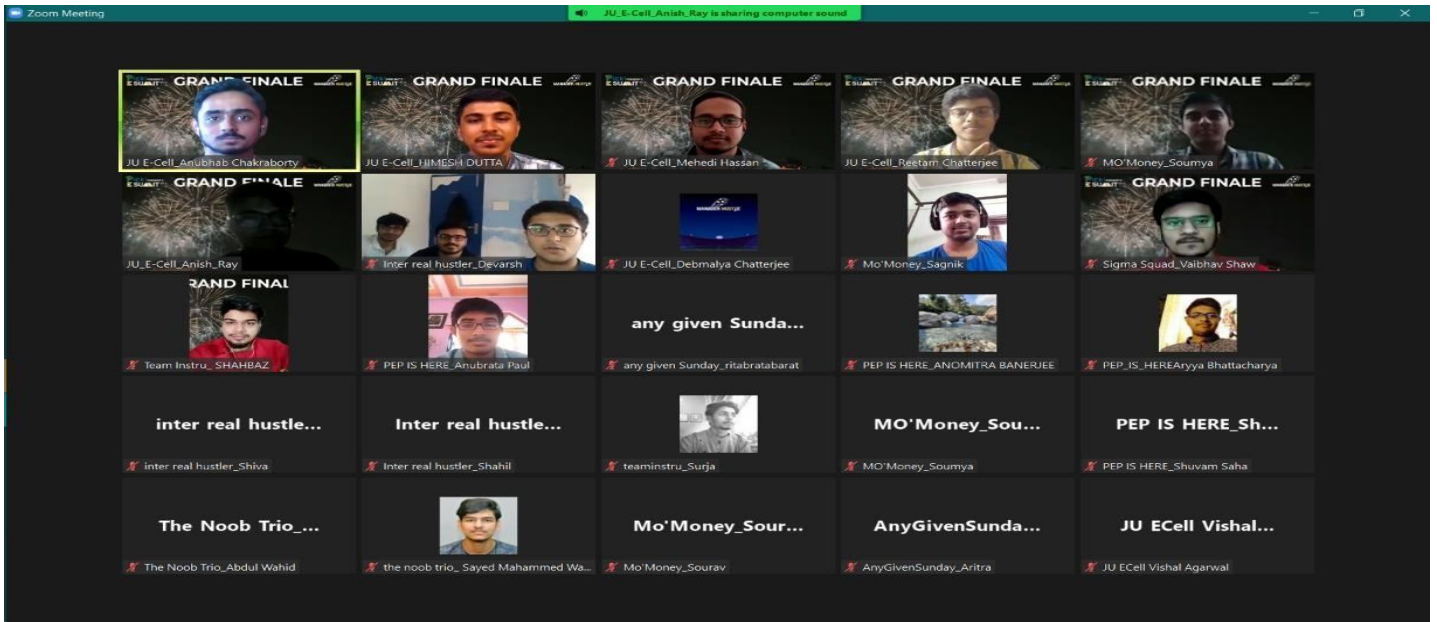 Zoom Meeting
JU_E-Cell_Anish_Ray is sharing computer sound
GRAND FINALE
JU E-Cell_Anubhab Chakraborty
GRAND FINALE
JU E-Cell_HIMESH DUTTA
GRAND FINALE
JU E-Cell_Mehedi Hassan
GRAND FINALE
JU E-Cell_Reetam Chatterjee
GRAND FINALE
MO'Money_Soumya
GRAND FINALE
JU_E-Cell_Anish_Ray
Inter real hustler_Devarsh
JU E-Cell_Debmalya Chatterjee
Mo'Money_Sagnik
GRAND FINALE
Sigma Squad_Vaibhav Shaw
RAND FINAL
Team Instru_ SHAHBAZ
PEP IS HERE_Anubrata Paul
any given Sunda...
any given Sunday_ritabratabarat
PEP IS HERE_ANOMITRA BANERJEE
PEP_IS_HEREAryya Bhattacharya
inter real hustle...
inter real hustler_Shiva
Inter real hustle...
Inter real hustler_Shahil
teaminstru_Surja
MO'Money_Sou...
MO'Money_Soumya
PEP IS HERE_Sh...
PEP IS HERE_Shuvam Saha
The Noob Trio_...
The Noob Trio_Abdul Wahid
the noob trio_ Sayed Mahammed Wa...
Mo'Money_Sour...
Mo'Money_Sourav
AnyGivenSunda...
AnyGivenSunday_Aritra
JU ECell Vishal...
JU ECell Vishal Agarwal